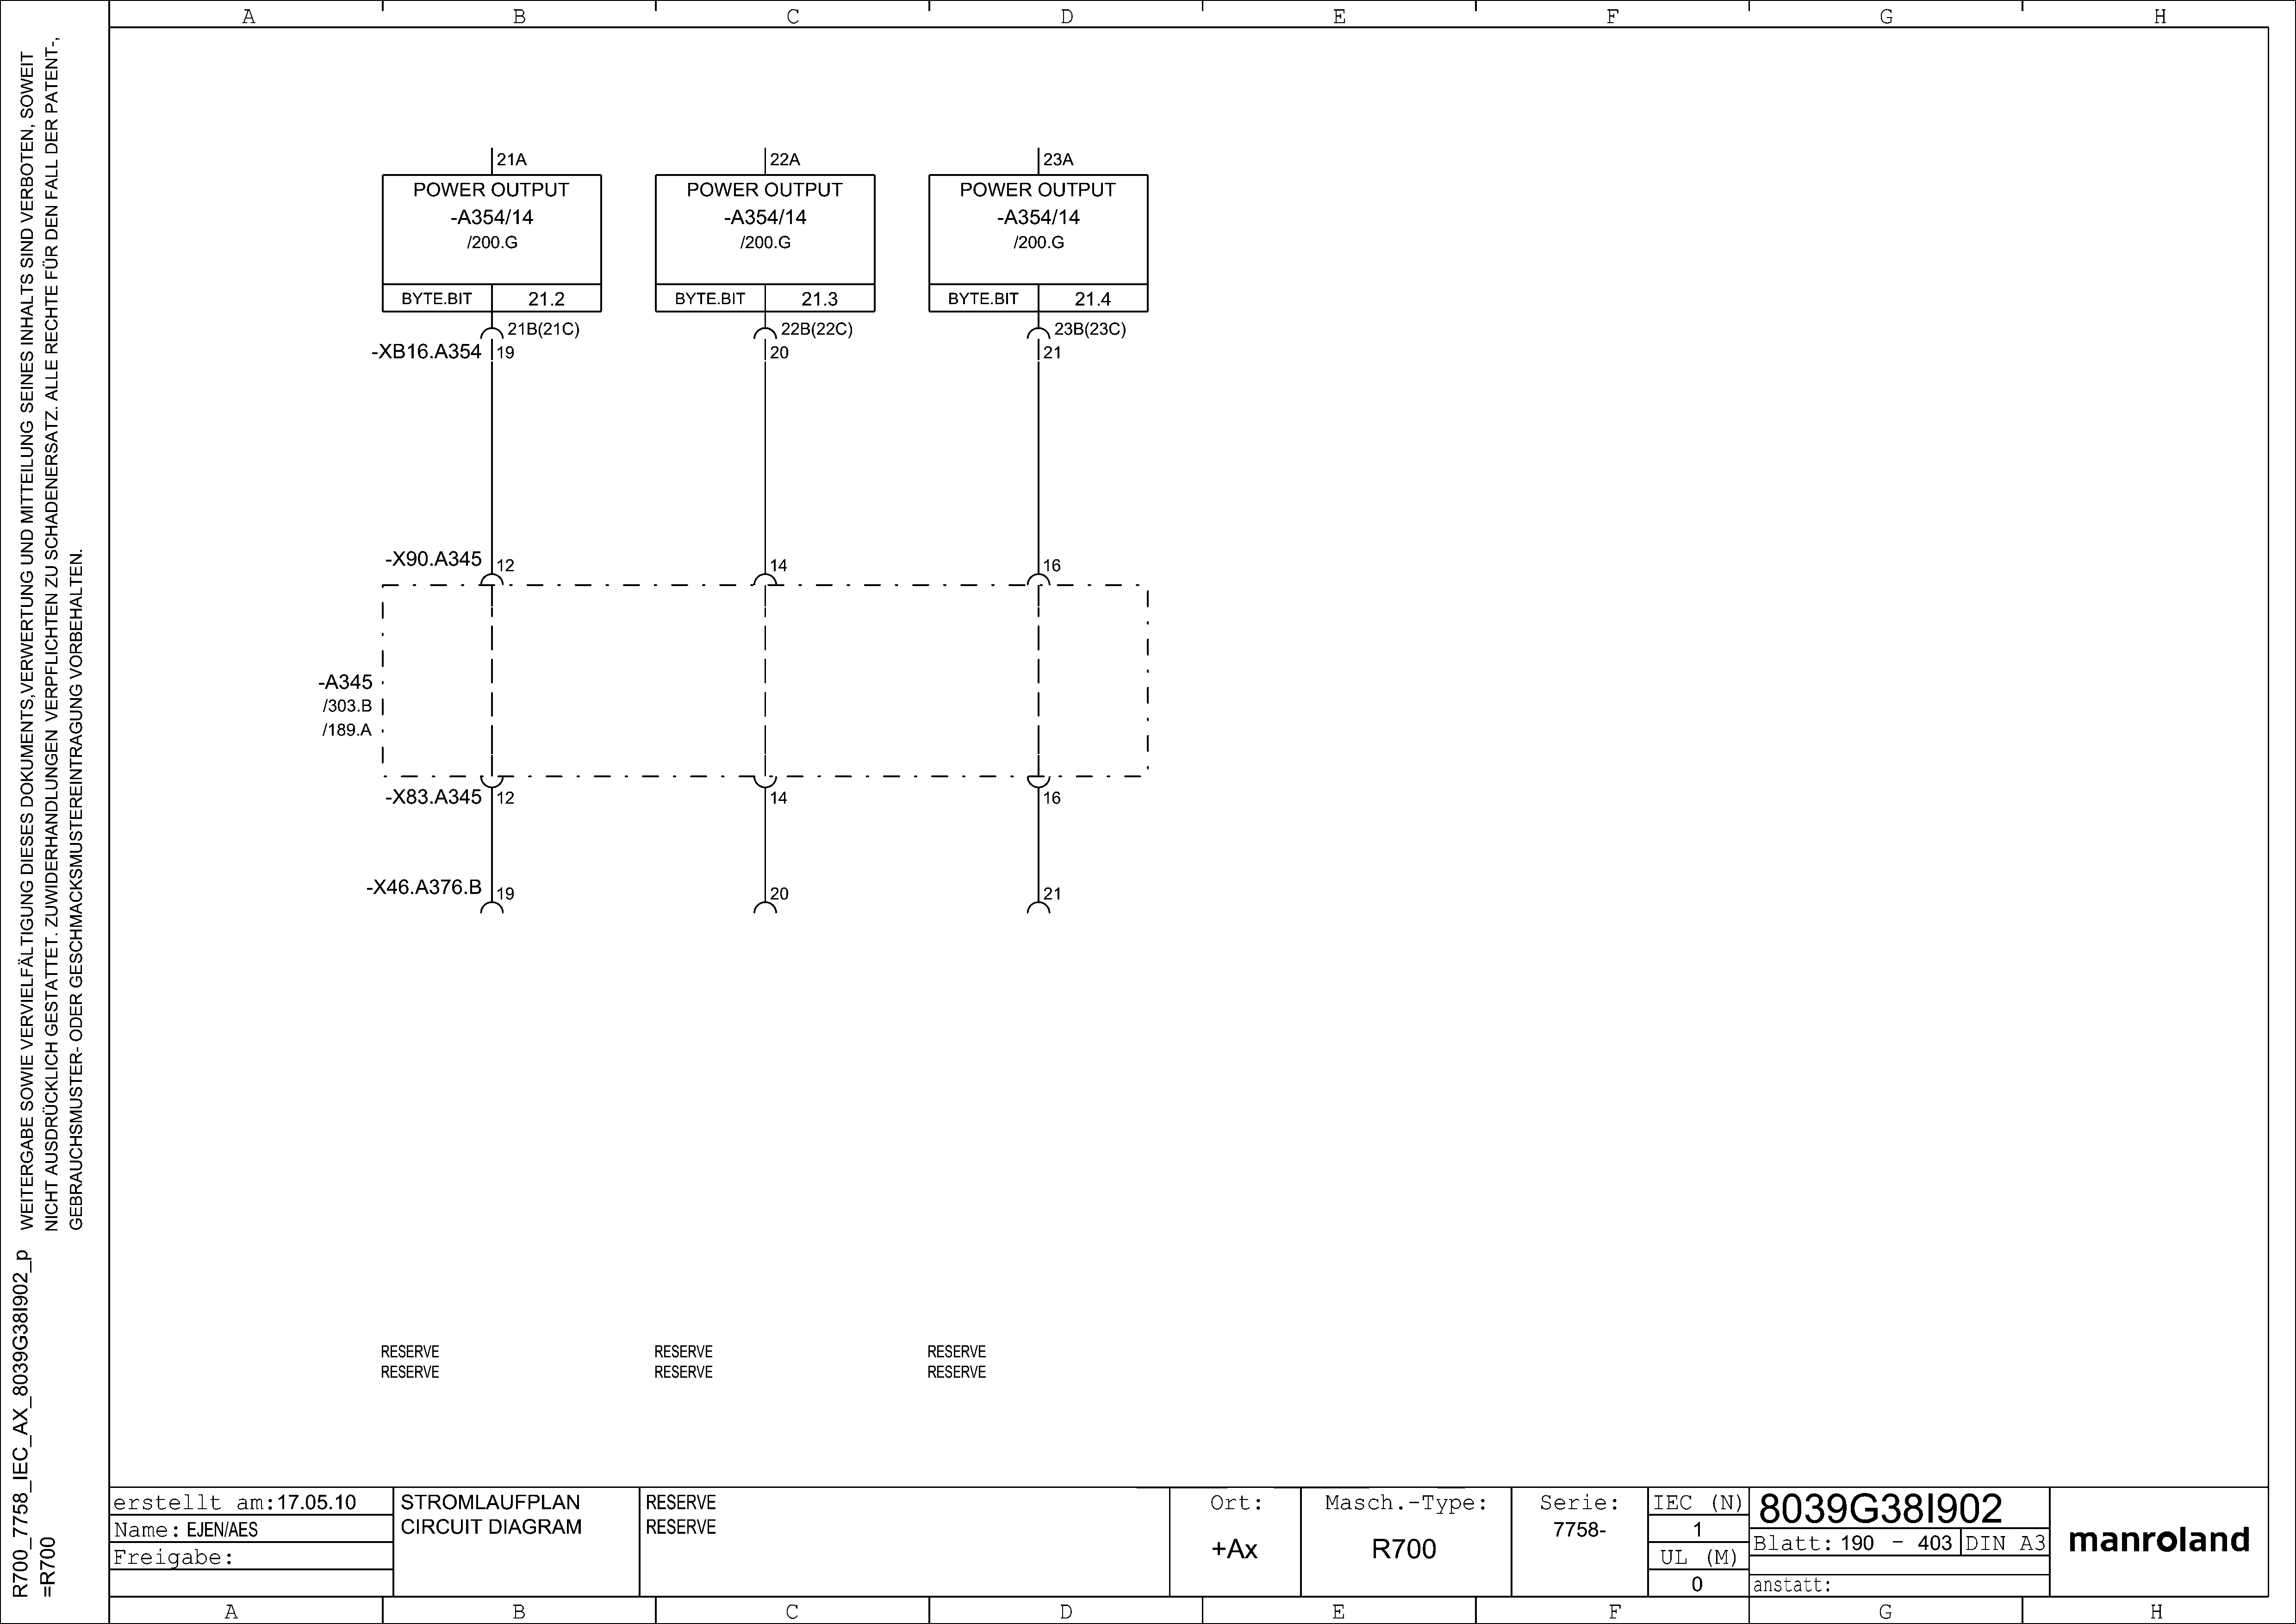 A B C D E F G H
WEITERGABE SOWIE VERVIELFÄLTIGUNG DIESES DOKUMENTS,VERWERTUNG UND MITTEILUNG SEINES INHALTS SIND VERBOTEN, SOWEIT
NICHT AUSDRÜCKLICH GESTATTET. ZUWIDERHANDLUNGEN VERPFLICHTEN ZU SCHADENERSATZ. ALLE RECHTE FÜR DEN FALL DER PATENT-,
GEBRAUCHSMUSTER- ODER GESCHMACKSMUSTEREINTRAGUNG VORBEHALTEN.
R700_7758_IEC_AX_8039G38I902_p
=R700
21A 22A 23A
POWER OUTPUT POWER OUTPUT POWER OUTPUT
-A354/14 -A354/14 -A354/14
/200.G /200.G /200.G
BYTE.BIT 21.2 BYTE.BIT 21.3 BYTE.BIT 21.4
21B(21C) 22B(22C) 23B(23C)
-XB16.A354 19 20 21
-X90.A345 12 14 16
-A345
/303.B
/189.A
-X83.A345 12 14 16
-X46.A376.B 19 20 21
RESERVE RESERVE RESERVE
RESERVE RESERVE RESERVE
erstellt am:17.05.10
Name: EJEN/AES
Freigabe:
STROMLAUFPLAN
CIRCUIT DIAGRAM
RESERVE
RESERVE
Ort:
+Ax
Masch.-Type:
R700
Serie:
7758-
IEC (N)
1
UL (M)
0
8039G38I902
Blatt: 190 - 403 DIN A3
anstatt:
manroland
A B C D E F G H